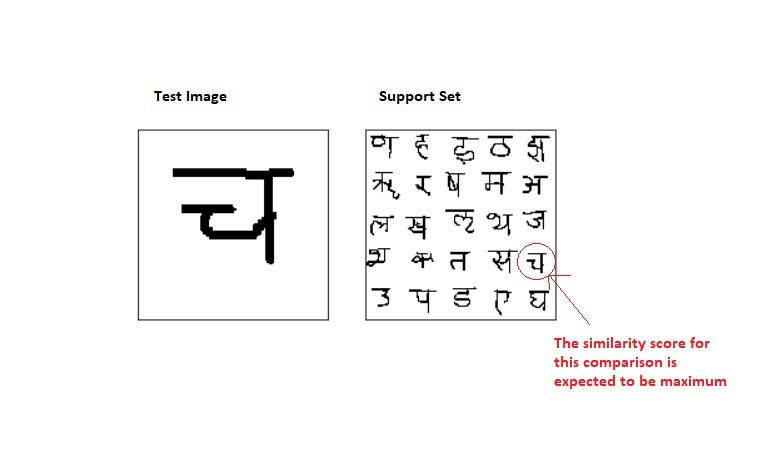 Test Image
Support Set
च
ण ह ड़ ठ झ
ऋ र ष म अ
ल ख ळ थ ज
श क त स च
उ प ड ए घ
The similarity score for
this comparison is
expected to be maximum